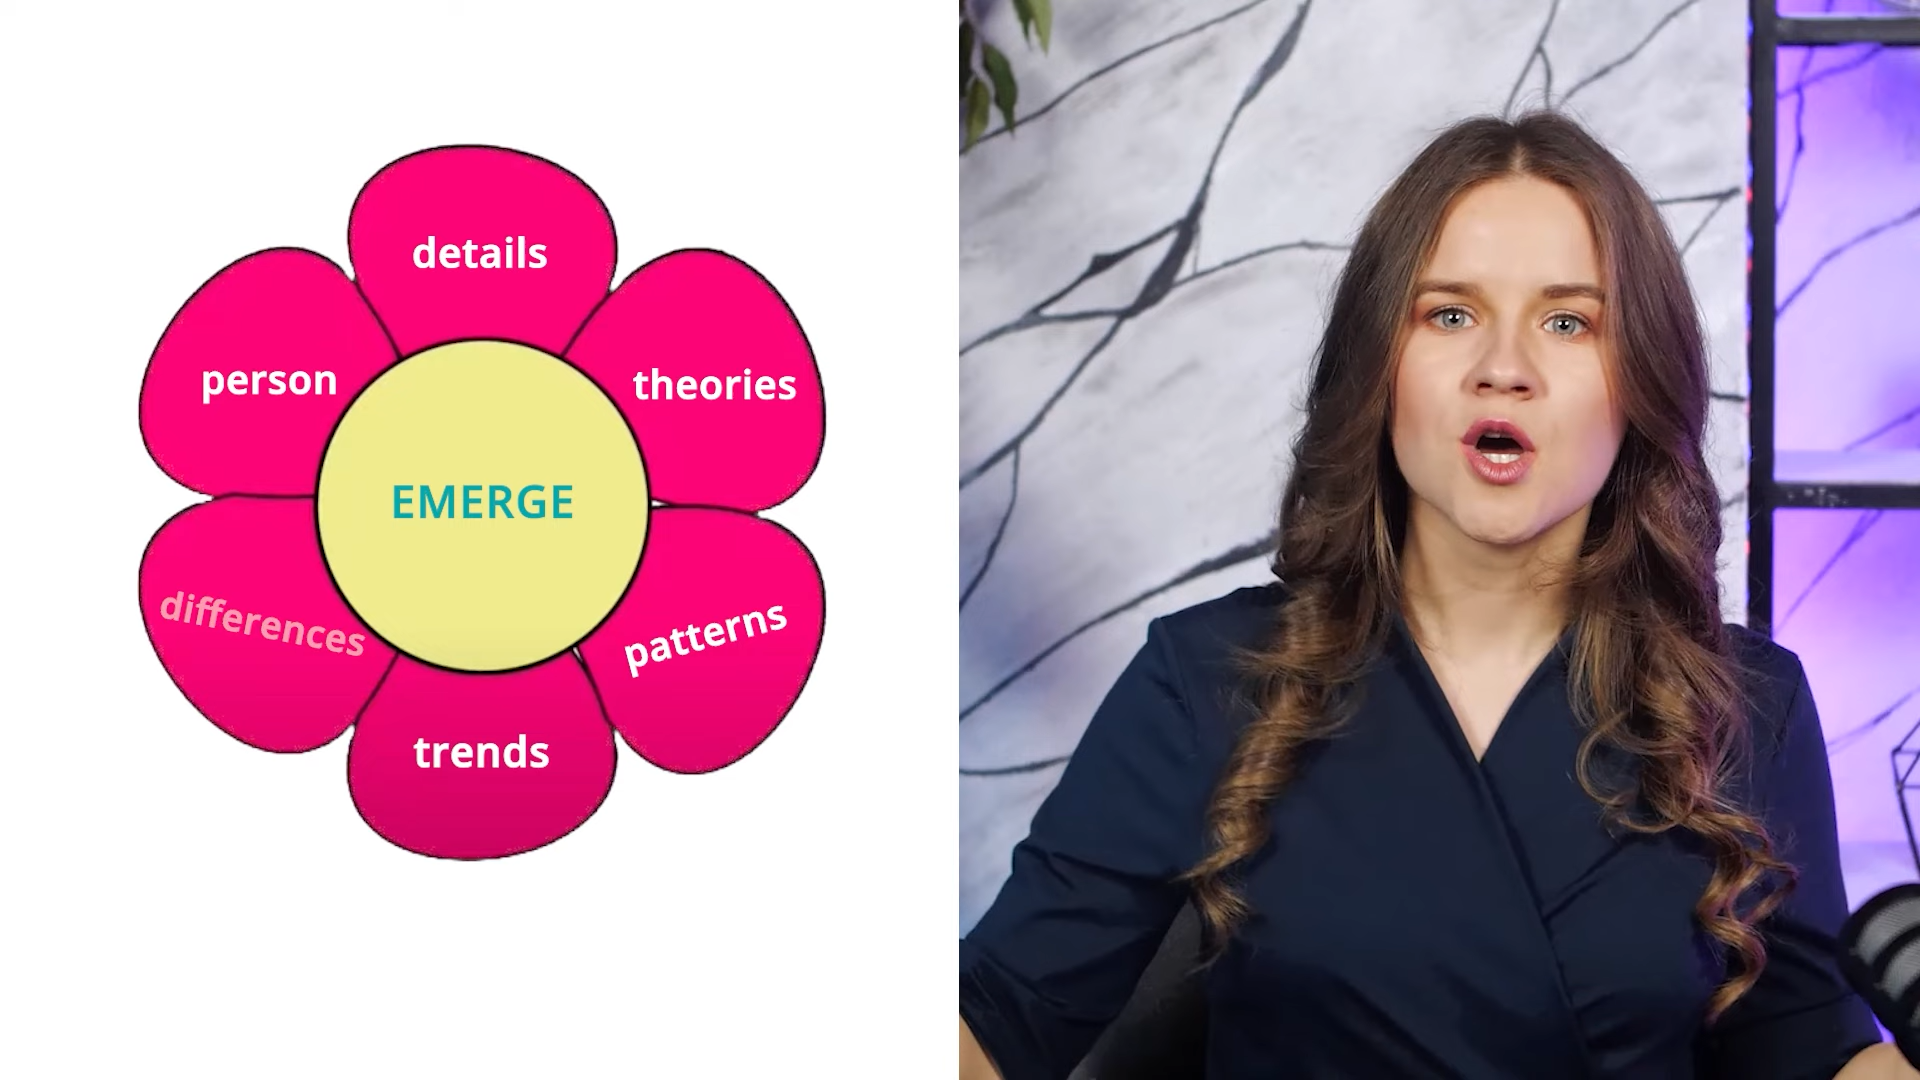 details
person
theories
EMERGE
differences
patterns
trends